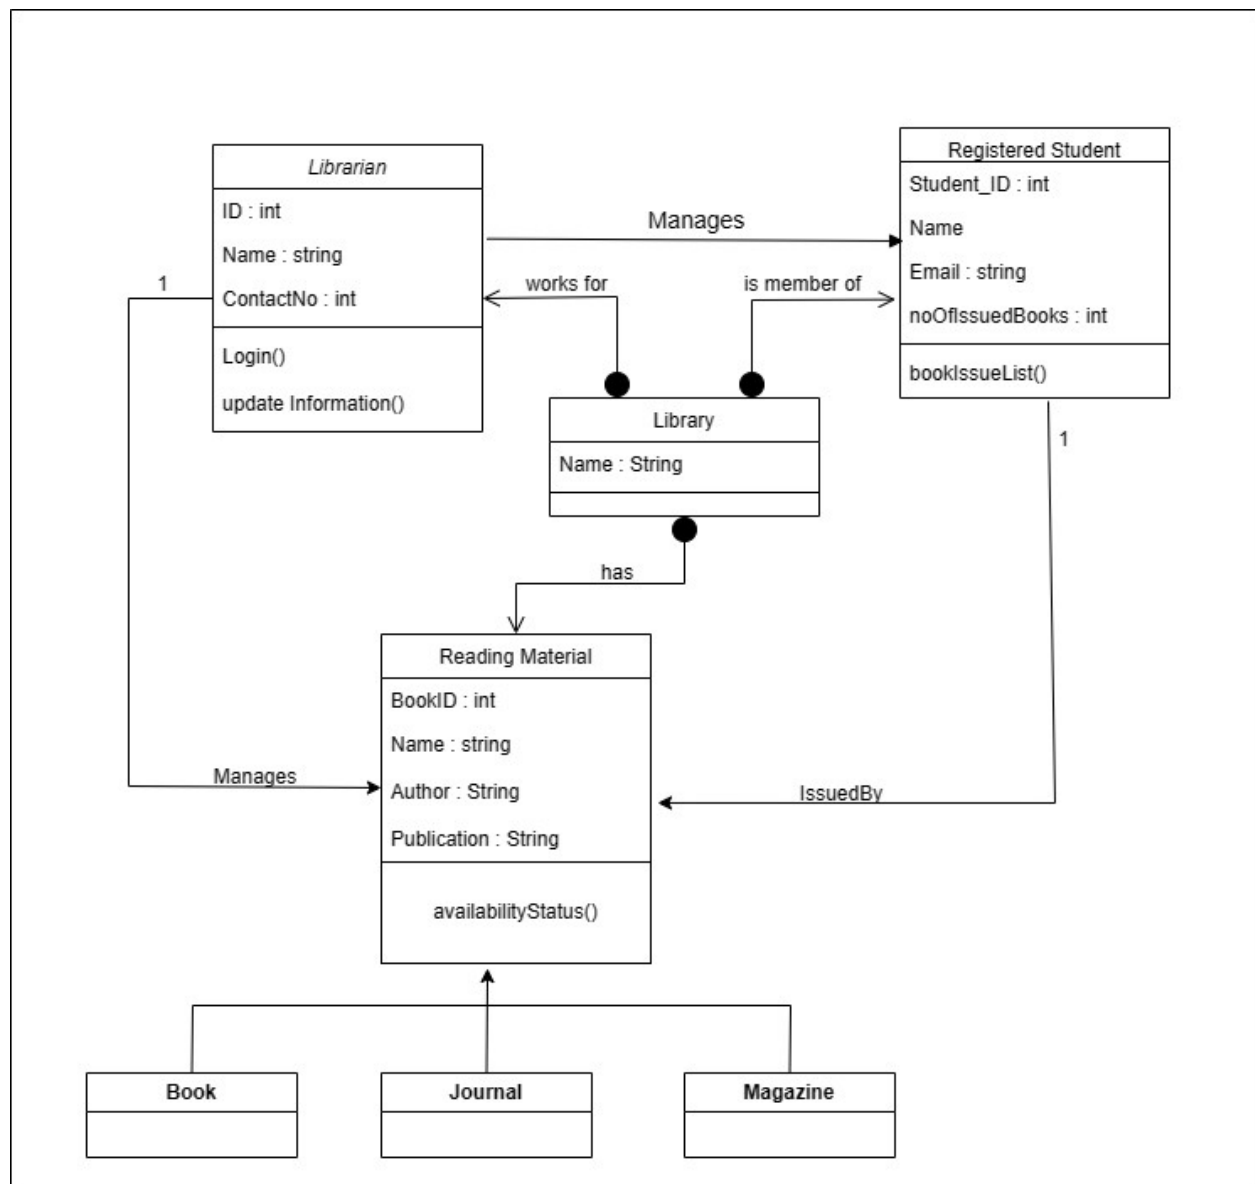 Librarian
ID : int
Name : string
ContactNo : int
Login()
update Information()
Manages
Registered Student
Student_ID : int
Name
Email : string
noOfIssuedBooks : int
bookIssueList()
1
works for
is member of
Library
Name : String
1
has
Reading Material
BookID : int
Name : string
Author : String
Publication : String
availabilityStatus()
Manages
IssuedBy
Book
Journal
Magazine